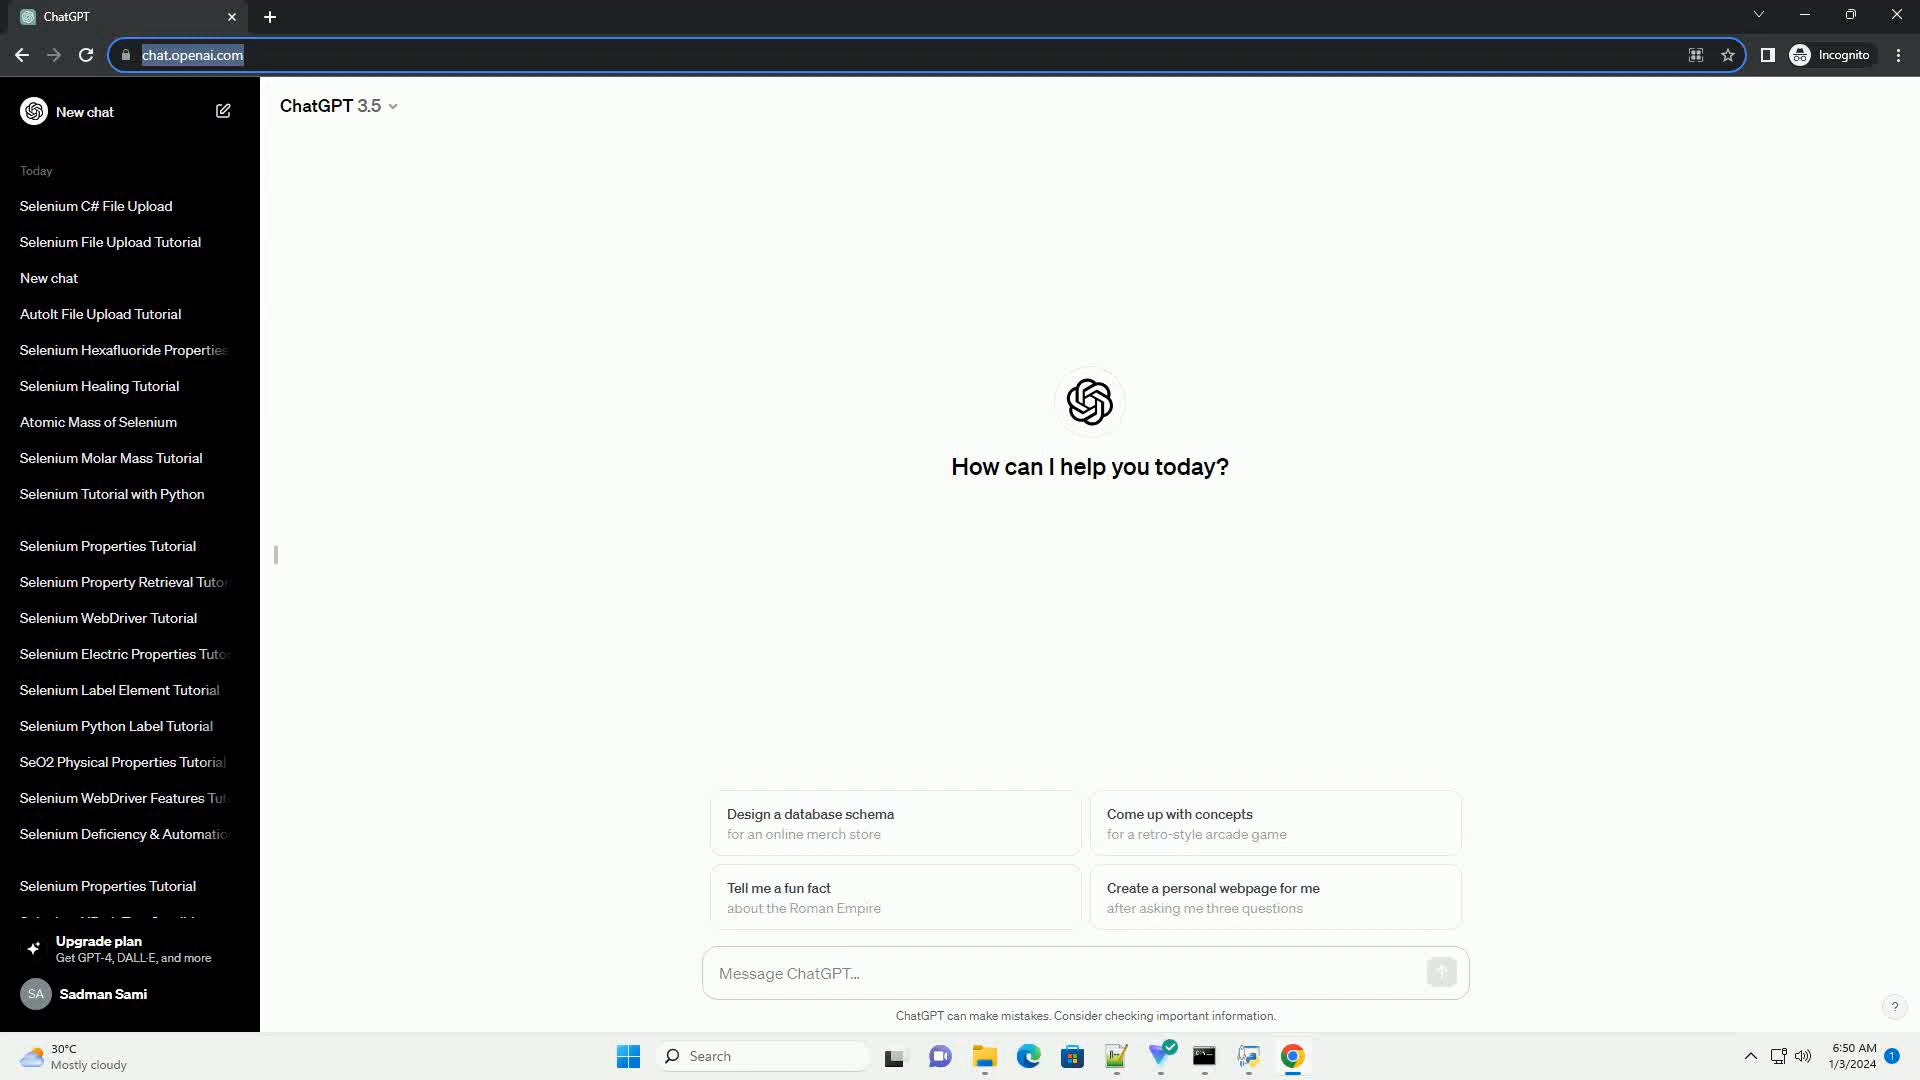 ChatGPT
chat.openai.com
Incognito
New chat
Today
Selenium C# File Upload
Selenium File Upload Tutorial
New chat
AutoIt File Upload Tutorial
Selenium Hexafluoride Properties
Selenium Healing Tutorial
Atomic Mass of Selenium
Selenium Molar Mass Tutorial
Selenium Tutorial with Python
Selenium Properties Tutorial
Selenium Property Retrieval Tutor
Selenium WebDriver Tutorial
Selenium Electric Properties Tutor
Selenium Label Element Tutorial
Selenium Python Label Tutorial
SeO2 Physical Properties Tutorial
Selenium WebDriver Features Tut
Selenium Deficiency & Automatio
Selenium Properties Tutorial
Upgrade plan
Get GPT-4, DALL·E, and more
SA
Sadman Sami
ChatGPT 3.5
How can I help you today?
Design a database schema
for an online merch store
Come up with concepts
for a retro-style arcade game
Tell me a fun fact
about the Roman Empire
Create a personal webpage for me
after asking me three questions
Message ChatGPT...
ChatGPT can make mistakes. Consider checking important information.
?
30°C
Mostly cloudy
Search
6:50 AM
1/3/2024
1